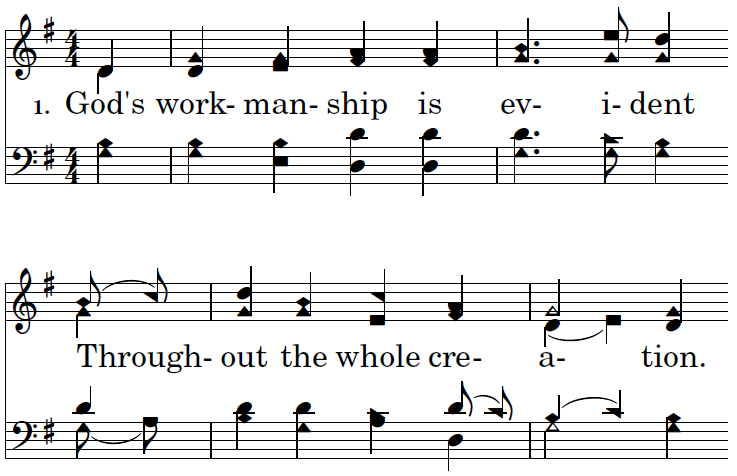 1. God's work- man- ship is ev- i- dent
Through- out the whole cre- a- tion.